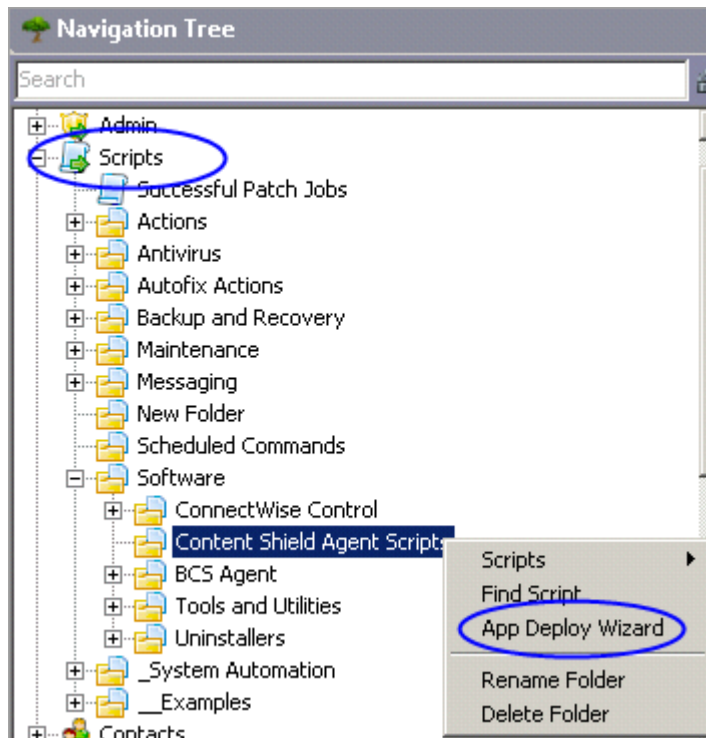 Navigation Tree
Search
Admin
Scripts
Successful Patch Jobs
Actions
Antivirus
Autofix Actions
Backup and Recovery
Maintenance
Messaging
New Folder
Scheduled Commands
Software
ConnectWise Control
Content Shield Agent Scripts
BCS Agent
Tools and Utilities
Uninstallers
_System Automation
__Examples
Contacts
Scripts
Find Script
App Deploy Wizard
Rename Folder
Delete Folder